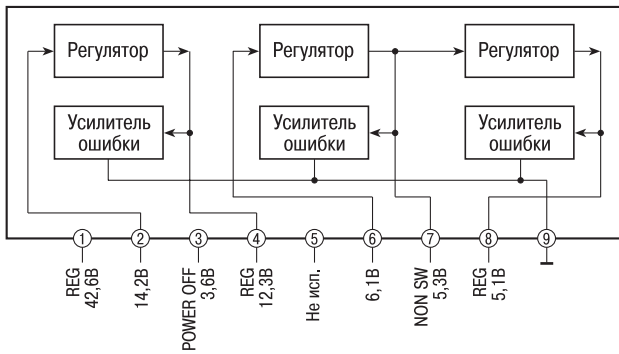 Регулятор
Регулятор
Регулятор
Усилитель
ошибки
Усилитель
ошибки
Усилитель
ошибки
1
2
3
4
5
6
7
8
9
REG
42,6В
14,2В
POWER OFF
3,6В
REG
12,3В
Не исп.
6,1В
NON SW
5,3В
REG
5,1В